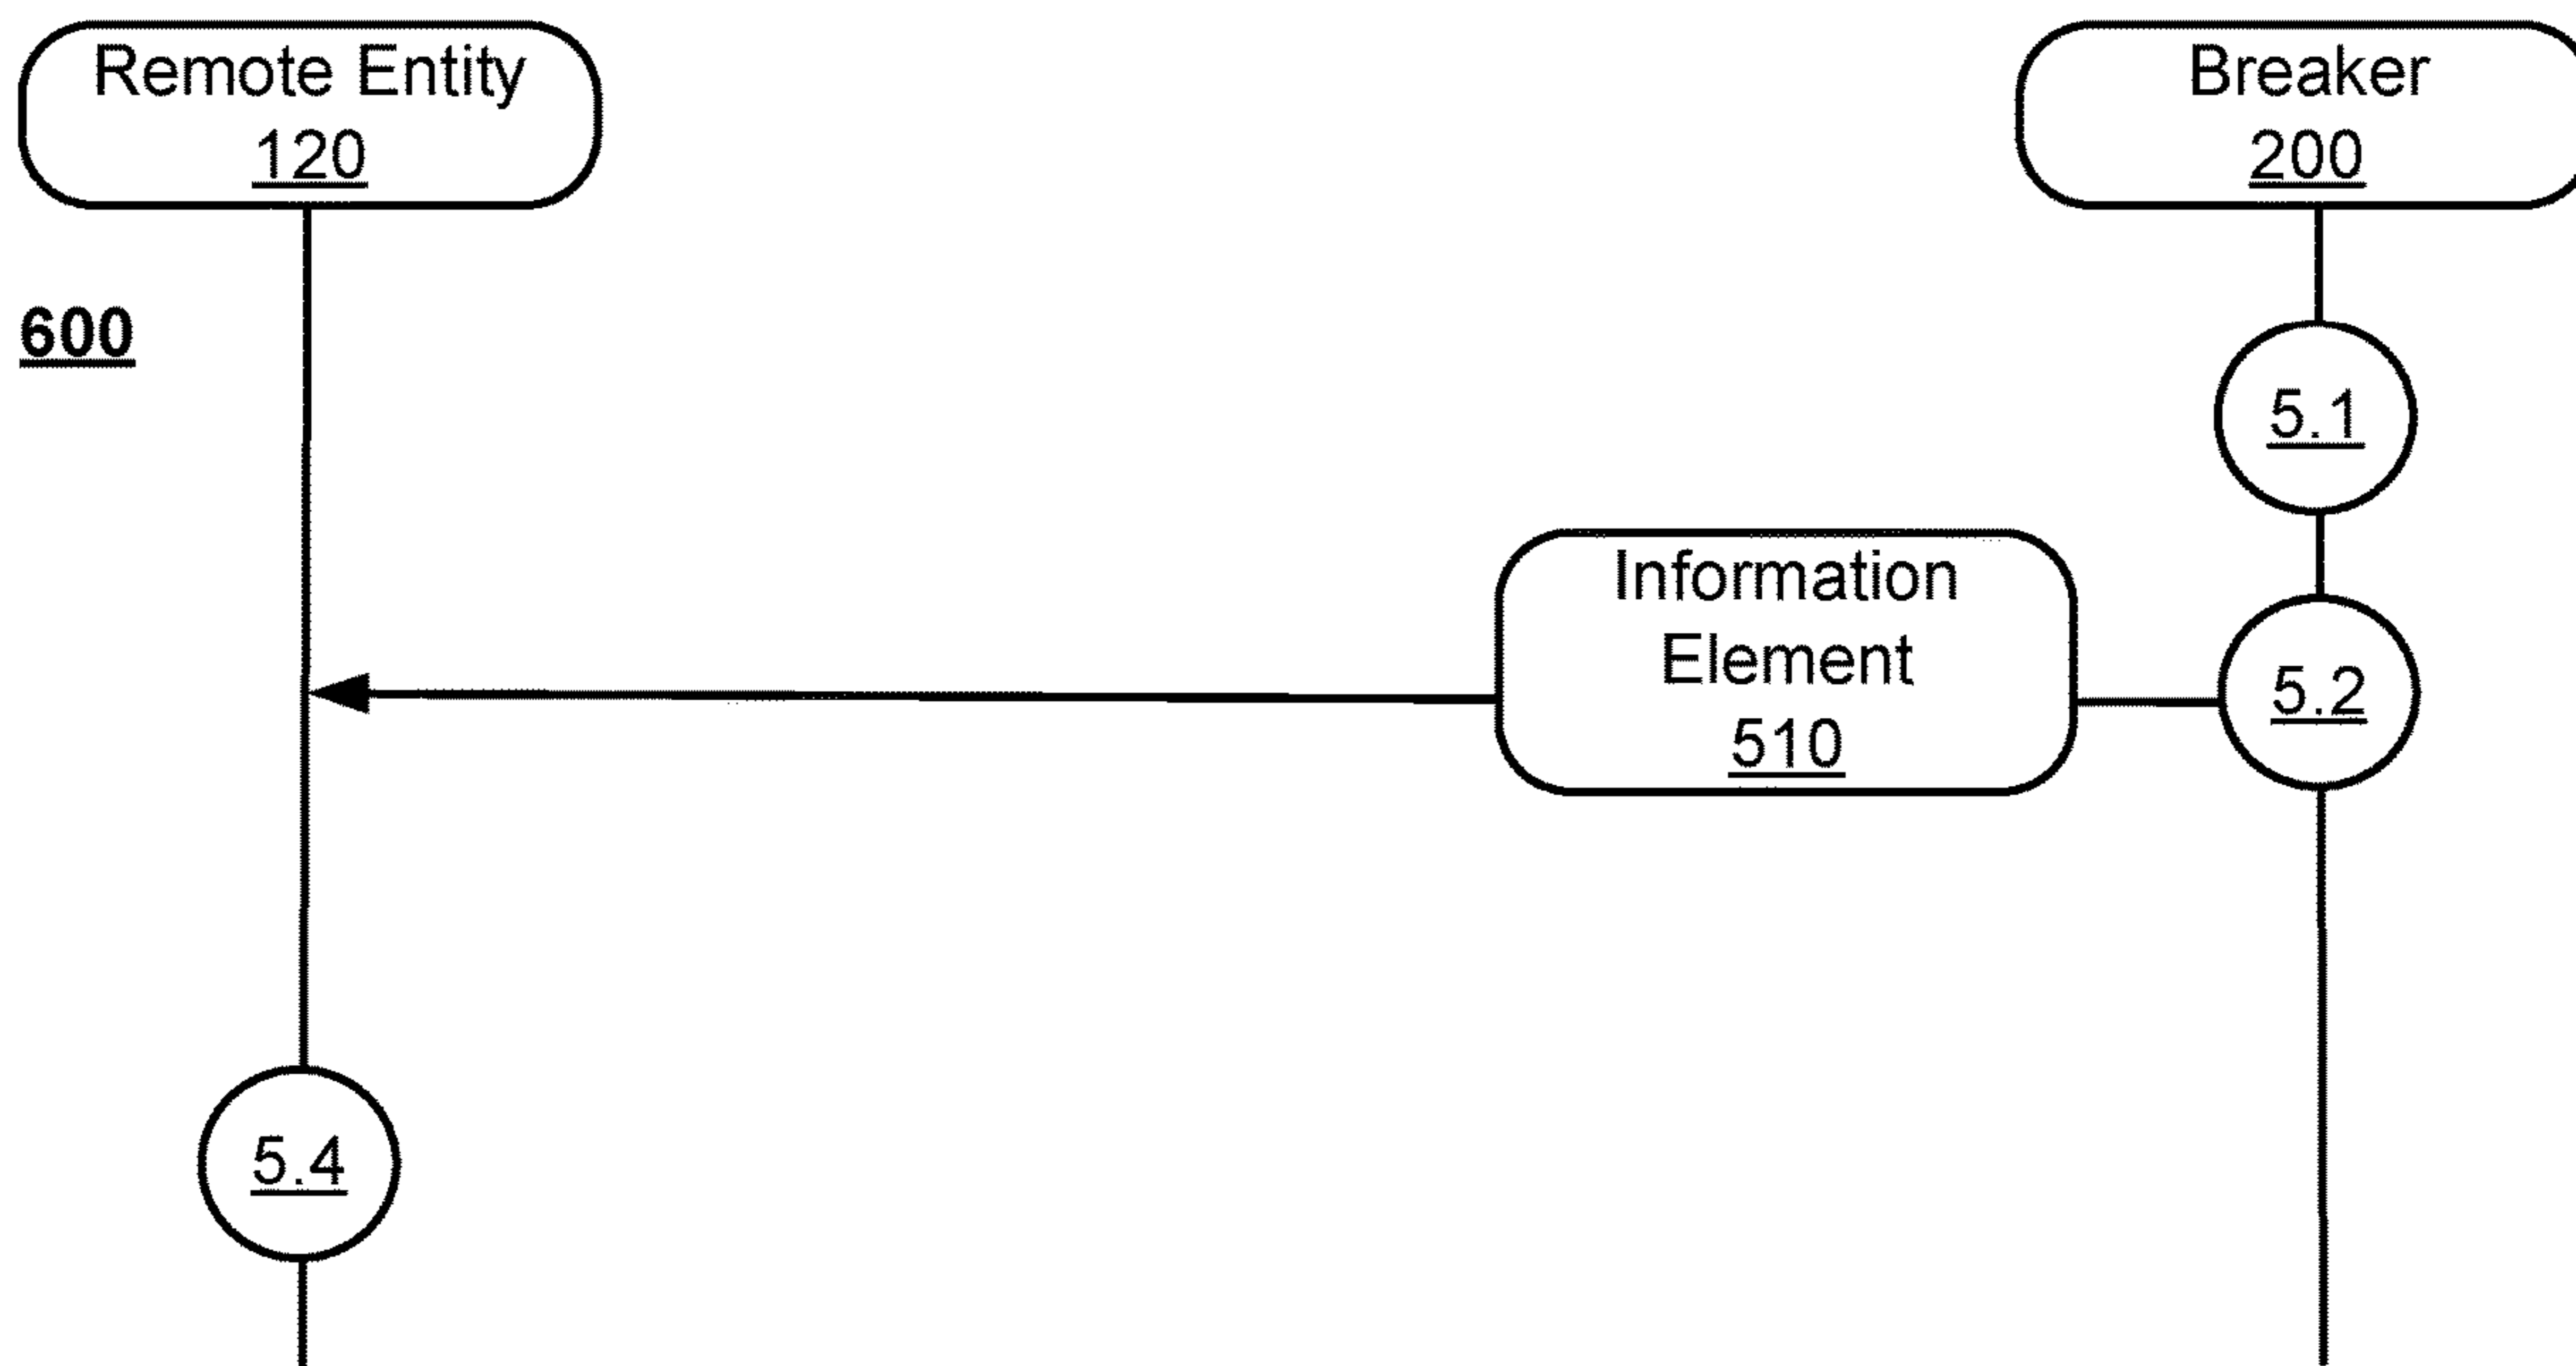 Remote Entity
120
Breaker
200
600
5.1
Information
Element
510
5.2
5.4